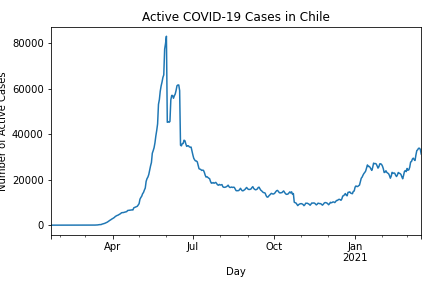 Active COVID-19 Cases in Chile
Number of Active Cases
80000
60000
40000
20000
0
Apr
Jul
Oct
Jan
2021
Day